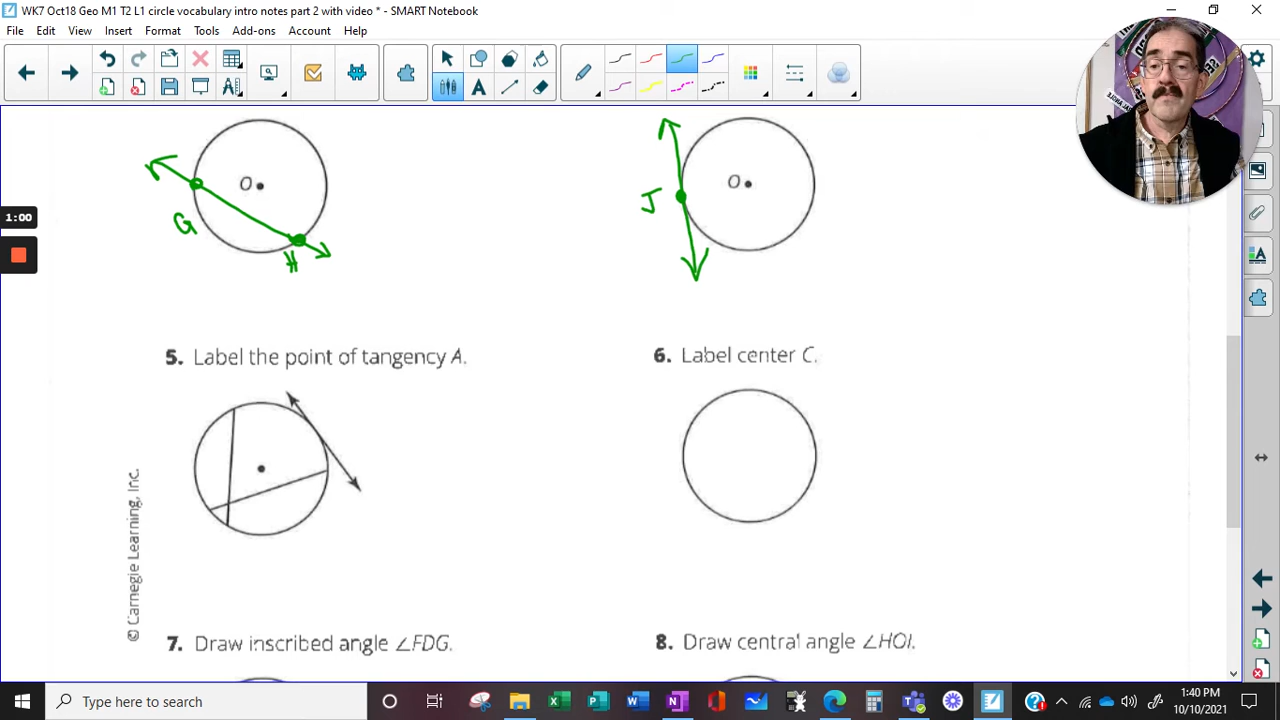 WK7 Oct18 Geo M1 T2 L1 circle vocabulary intro notes part 2 with video * - SMART Notebook
File Edit View Insert Format Tools Add-ons Account Help
1:00
O
G
H
O
J
5. Label the point of tangency A.
6. Label center C.
© Carnegie Learning, Inc.
7. Draw inscribed angle ∠FDG.
8. Draw central angle ∠HOI.
Type here to search
1:40 PM
10/10/2021